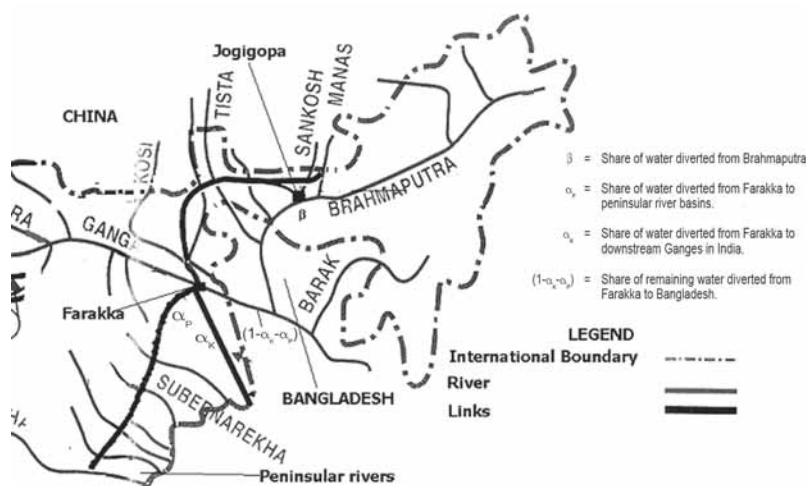 Jogigopa
CHINA
TISTA
SANKOSH
MANAS
KOSI
β = Share of water diverted from Brahmaputra
BRAHMAPUTRA
β
RA
GANGA
αP = Share of water diverted from Farakka to
peninsular river basins.
αK = Share of water diverted from Farakka to
downstream Ganges in India.
BARAK
(1-αK-αP) = Share of remaining water diverted from
Farakka to Bangladesh.
Farakka
αP
αK
(1-αK-αP)
LEGEND
International Boundary
River
Links
BANGLADESH
SUBERNAREKHA
HA
Peninsular rivers